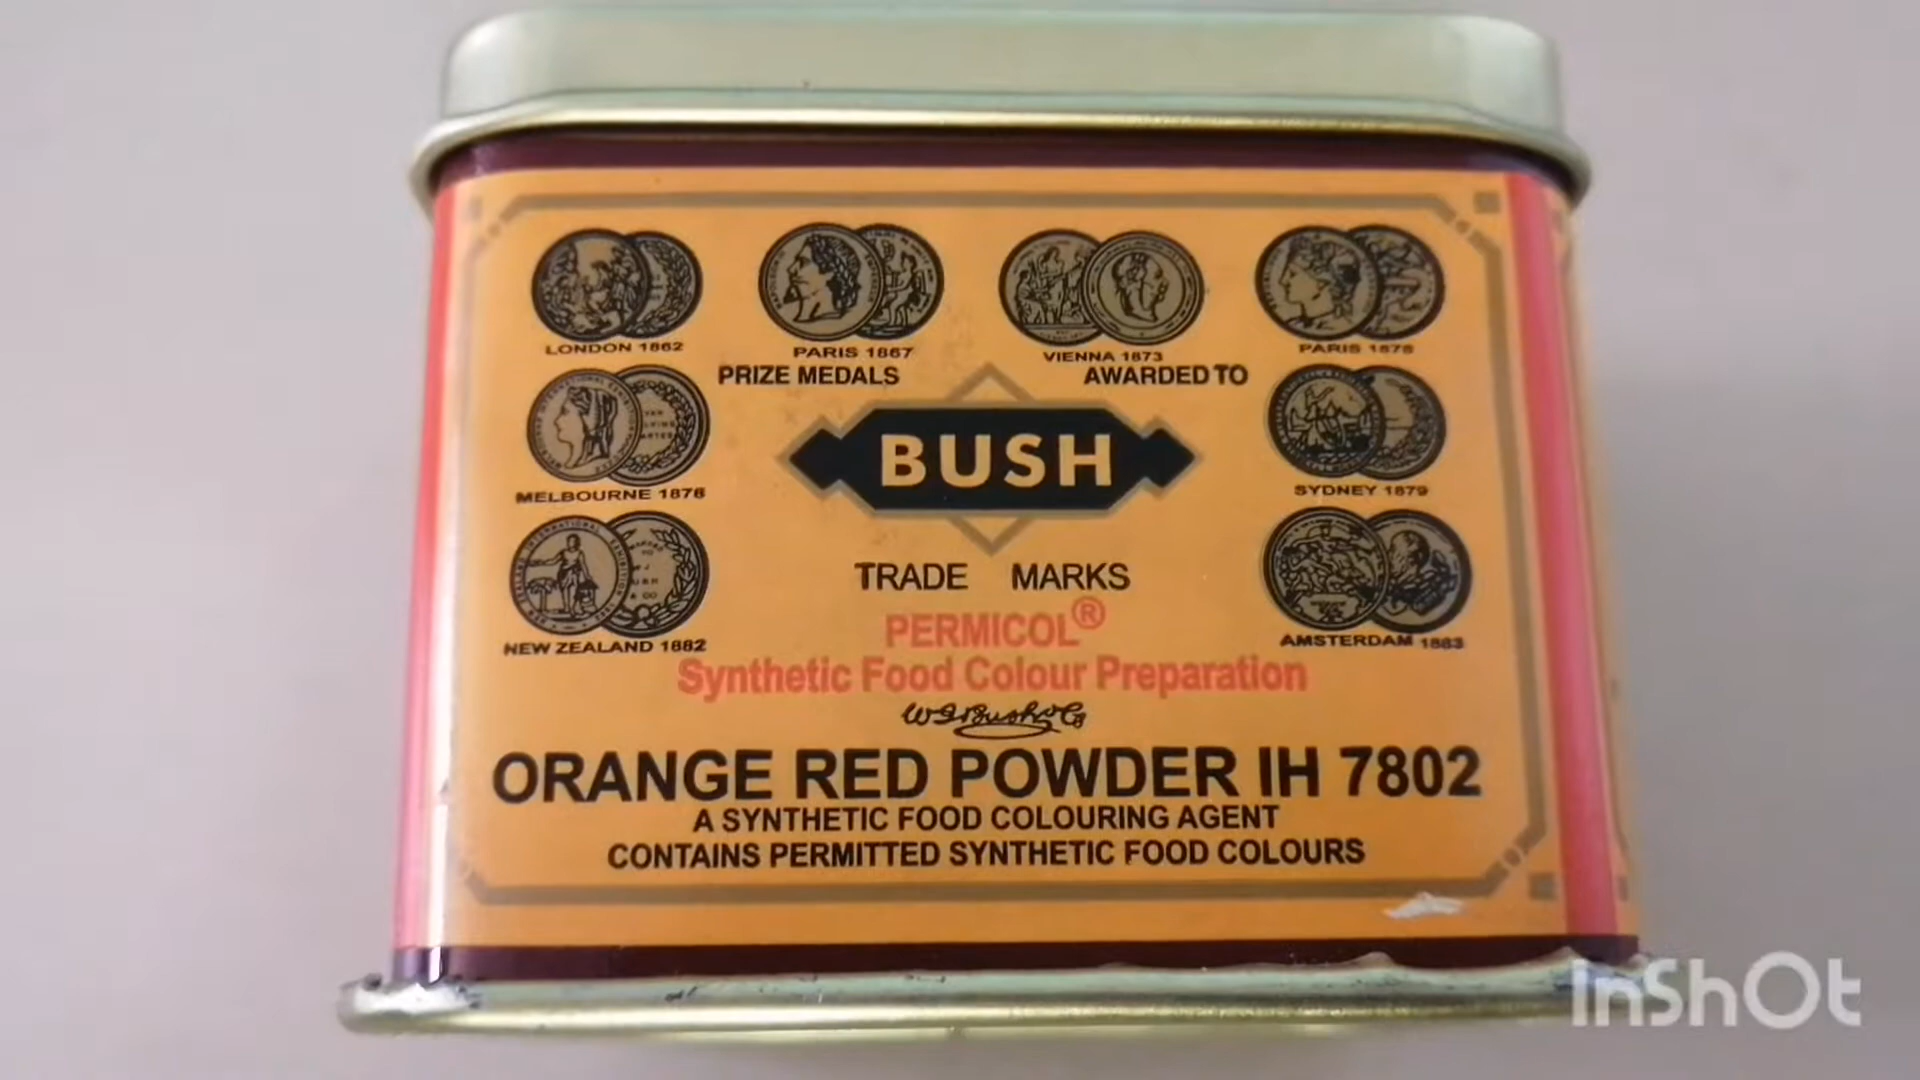 LONDON 1862
PARIS 1867
VIENNA 1873
PARIS 1878
PRIZE MEDALS AWARDED TO
BUSH
MELBOURNE 1878
SYDNEY 1879
TRADE MARKS
PERMICOL®
NEW ZEALAND 1882
AMSTERDAM 1883
Synthetic Food Colour Preparation
W J Bush & Co
ORANGE RED POWDER IH 7802
A SYNTHETIC FOOD COLOURING AGENT
CONTAINS PERMITTED SYNTHETIC FOOD COLOURS
InShOt